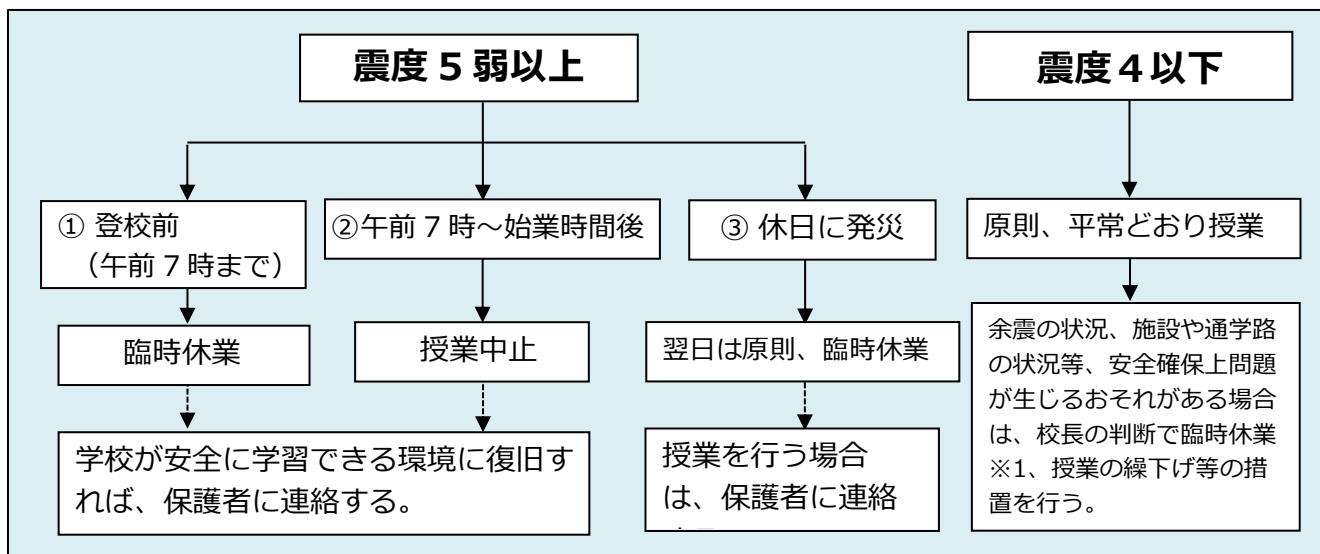 震度５弱以上
震度４以下
① 登校前
（午前７時まで）
②午前７時～始業時間後
③ 休日に発災
原則、平常どおり授業
臨時休業
授業中止
翌日は原則、臨時休業
余震の状況、施設や通学路
の状況等、安全確保上問題
が生じるおそれがある場合
は、校長の判断で臨時休業
※1、授業の繰下げ等の措
置を行う。
学校が安全に学習できる環境に復旧す
れば、保護者に連絡する。
授業を行う場合
は、保護者に連絡